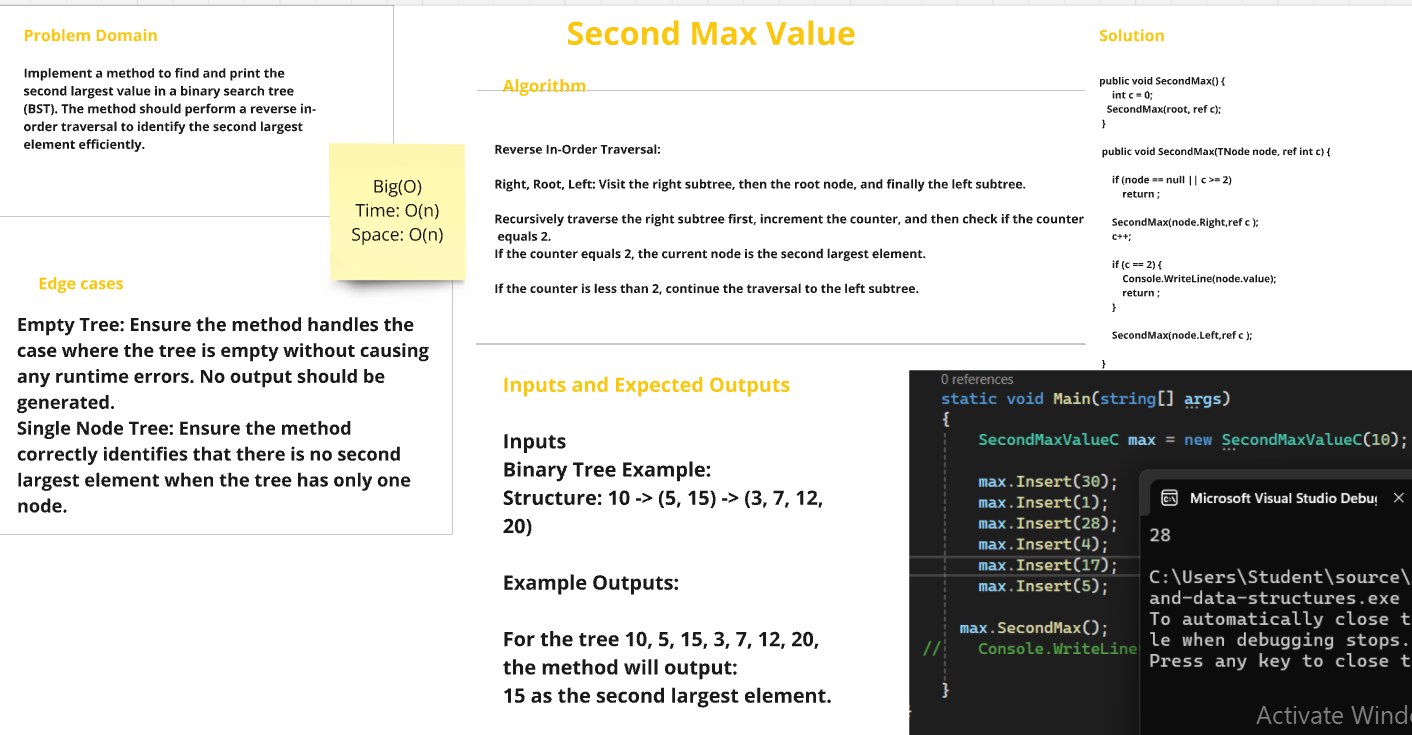 Second Max Value
Problem Domain
Implement a method to find and print the
second largest value in a binary search tree
(BST). The method should perform a reverse in-
order traversal to identify the second largest
element efficiently.
Big(O)
Time: O(n)
Space: O(n)
Edge cases
Empty Tree: Ensure the method handles the
case where the tree is empty without causing
any runtime errors. No output should be
generated.
Single Node Tree: Ensure the method
correctly identifies that there is no second
largest element when the tree has only one
node.
Algorithm
Reverse In-Order Traversal:
Right, Root, Left: Visit the right subtree, then the root node, and finally the left subtree.
Recursively traverse the right subtree first, increment the counter, and then check if the counter
equals 2.
If the counter equals 2, the current node is the second largest element.
If the counter is less than 2, continue the traversal to the left subtree.
Inputs and Expected Outputs
Inputs
Binary Tree Example:
Structure: 10 -> (5, 15) -> (3, 7, 12,
20)
Example Outputs:
For the tree 10, 5, 15, 3, 7, 12, 20,
the method will output:
15 as the second largest element.
Solution
public void SecondMax() {
int c = 0;
SecondMax(root, ref c);
}
public void SecondMax(TNode node, ref int c) {
if (node == null || c >= 2)
return ;
SecondMax(node.Right,ref c );
c++;
if (c == 2) {
Console.WriteLine(node.value);
return ;
}
SecondMax(node.Left,ref c );
}
0 references
static void Main(string[] args)
{
SecondMaxValueC max = new SecondMaxValueC(10);
max.Insert(30);
max.Insert(1);
max.Insert(28);
max.Insert(4);
max.Insert(17);
max.Insert(5);
max.SecondMax();
// Console.WriteLine
}
Microsoft Visual Studio Debug
28
C:\Users\Student\source\
and-data-structures.exe
To automatically close t
le when debugging stops.
Press any key to close t
Activate Windo